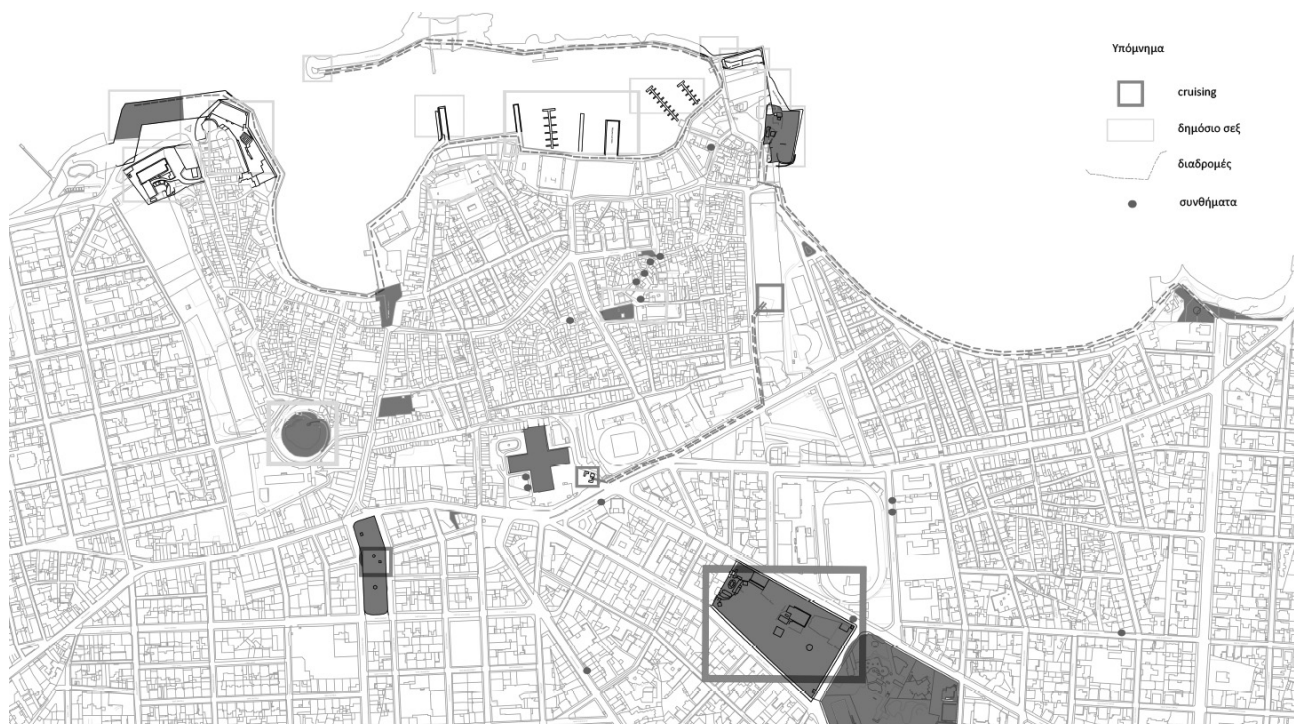 Υπόμνημα
cruising
δημόσιο σεξ
διαδρομές
συνθήματα